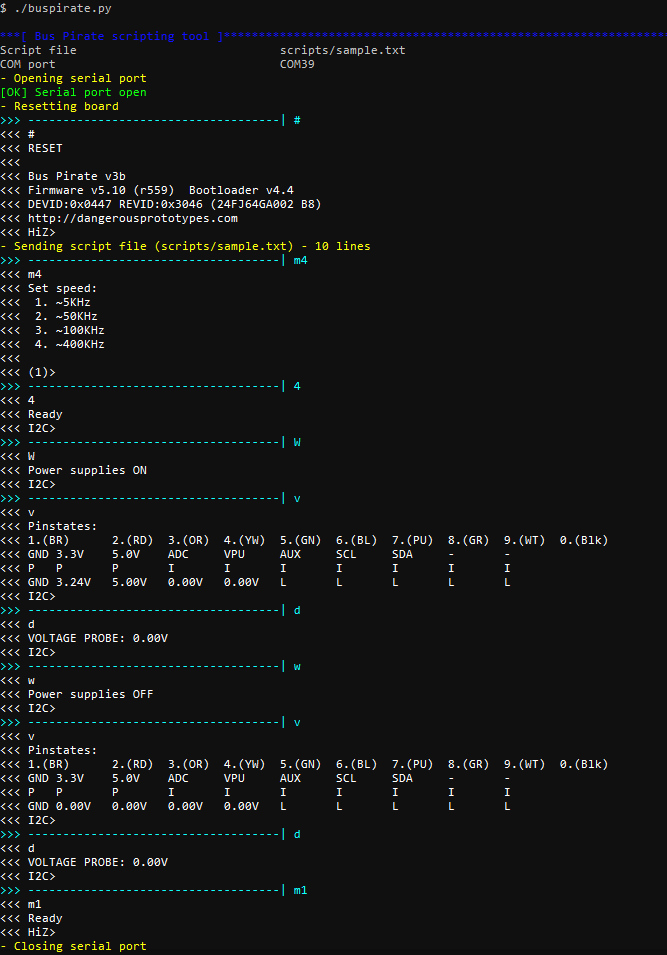 $ ./buspirate.py
***[ Bus Pirate scripting tool ]****************************************************************
Script file                             scripts/sample.txt
COM port                                COM39
- Opening serial port
[OK] Serial port open
- Resetting board
>>> ------------------------------------| #
<<< #
<<< RESET
<<<
<<< Bus Pirate v3b
<<< Firmware v5.10 (r559)  Bootloader v4.4
<<< DEVID:0x0447 REVID:0x3046 (24FJ64GA002 B8)
<<< http://dangerousprototypes.com
<<< HiZ>
- Sending script file (scripts/sample.txt) - 10 lines
>>> ------------------------------------| m4
<<< m4
<<< Set speed:
<<<  1. ~5KHz
<<<  2. ~50KHz
<<<  3. ~100KHz
<<<  4. ~400KHz
<<<
<<< (1)>
>>> ------------------------------------| 4
<<< 4
<<< Ready
<<< I2C>
>>> ------------------------------------| W
<<< W
<<< Power supplies ON
<<< I2C>
>>> ------------------------------------| v
<<< v
<<< Pinstates:
<<< 1.(BR)      2.(RD)  3.(OR)  4.(YW)  5.(GN)  6.(BL)  7.(PU)  8.(GR)  9.(WT)  0.(Blk)
<<< GND 3.3V    5.0V    ADC     VPU     AUX     SCL     SDA     -       -
<<< P   P       P       I       I       I       I       I       I       I
<<< GND 3.24V   5.00V   0.00V   0.00V   L       L       L       L       L
<<< I2C>
>>> ------------------------------------| d
<<< d
<<< VOLTAGE PROBE: 0.00V
<<< I2C>
>>> ------------------------------------| w
<<< w
<<< Power supplies OFF
<<< I2C>
>>> ------------------------------------| v
<<< v
<<< Pinstates:
<<< 1.(BR)      2.(RD)  3.(OR)  4.(YW)  5.(GN)  6.(BL)  7.(PU)  8.(GR)  9.(WT)  0.(Blk)
<<< GND 3.3V    5.0V    ADC     VPU     AUX     SCL     SDA     -       -
<<< P   P       P       I       I       I       I       I       I       I
<<< GND 0.00V   0.00V   0.00V   0.00V   L       L       L       L       L
<<< I2C>
>>> ------------------------------------| d
<<< d
<<< VOLTAGE PROBE: 0.00V
<<< I2C>
>>> ------------------------------------| m1
<<< m1
<<< Ready
<<< HiZ>
- Closing serial port